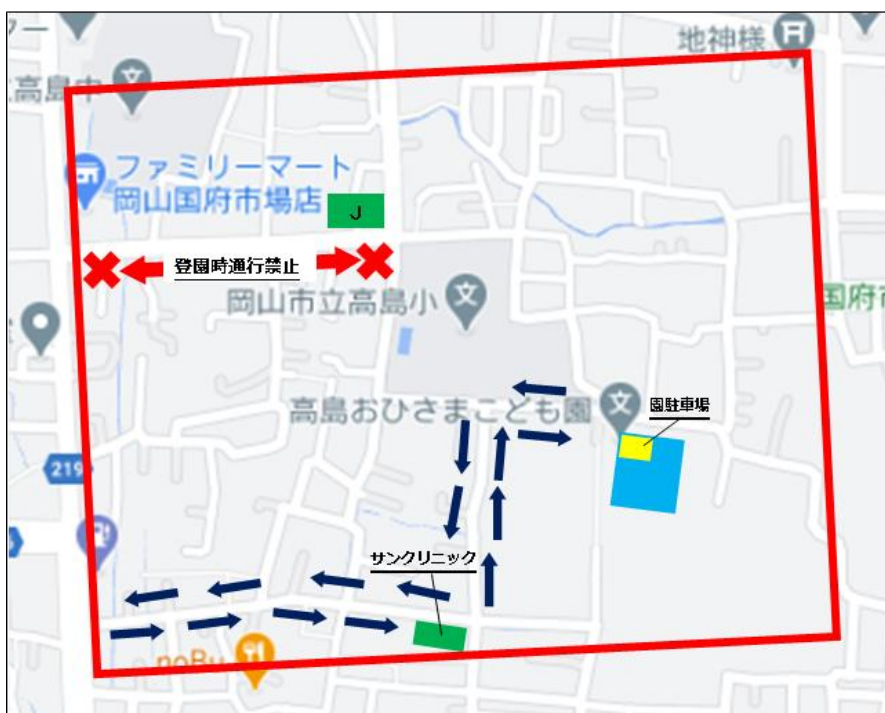 ター
地神様
高島中
ファミリーマート
岡山国府市場店
J
登園時通行禁止
岡山市立高島小
国府市
高島おひさまこども園
園駐車場
219
サンクリニック
noBu